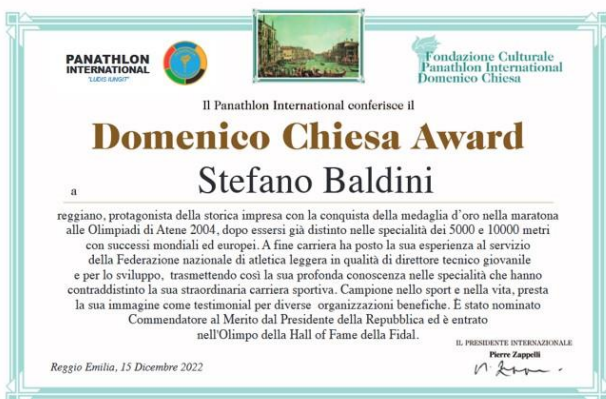 PANATHLON
INTERNATIONAL
"LUDIS IUNGIT"
Fondazione Culturale
Panathlon International
Domenico Chiesa
Il Panathlon International conferisce il
Domenico Chiesa Award
a Stefano Baldini
reggiano, protagonista della storica impresa con la conquista della medaglia d'oro nella maratona
alle Olimpiadi di Atene 2004, dopo essersi già distinto nelle specialità dei 5000 e 10000 metri
con successi mondiali ed europei. A fine carriera ha posto la sua esperienza al servizio
della Federazione nazionale di atletica leggera in qualità di direttore tecnico giovanile
e per lo sviluppo, trasmettendo così la sua profonda conoscenza nelle specialità che hanno
contraddistinto la sua straordinaria carriera sportiva. Campione nello sport e nella vita, presta
la sua immagine come testimonial per diverse organizzazioni benefiche. È stato nominato
Commendatore al Merito dal Presidente della Repubblica ed è entrato
nell'Olimpo della Hall of Fame della Fidal.
IL PRESIDENTE INTERNAZIONALE
Pierre Zappelli
Reggio Emilia, 15 Dicembre 2022